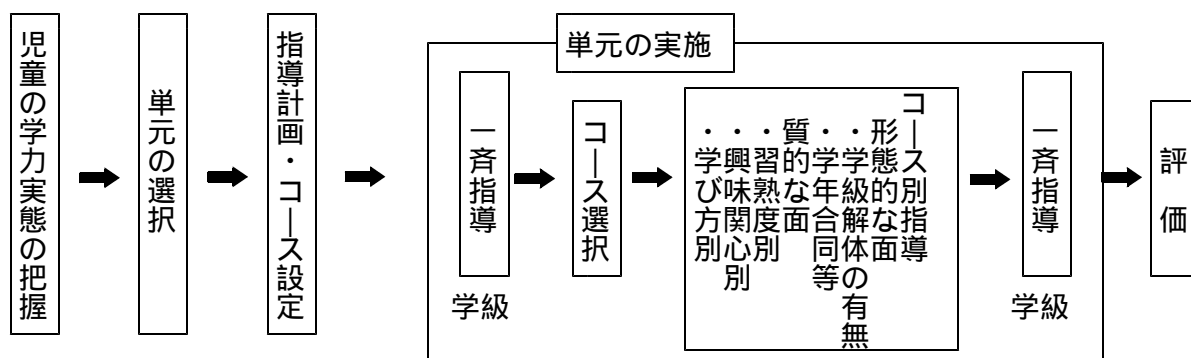 児童の学力実態の把握
単元の選択
指導計画・コース設定
単元の実施
一斉指導
学級
コース選択
コース別指導
形態的な面
・学級解体の有無
・学年合同等
質的な面
・習熟度別
・興味関心別
・学び方別
一斉指導
学級
評価